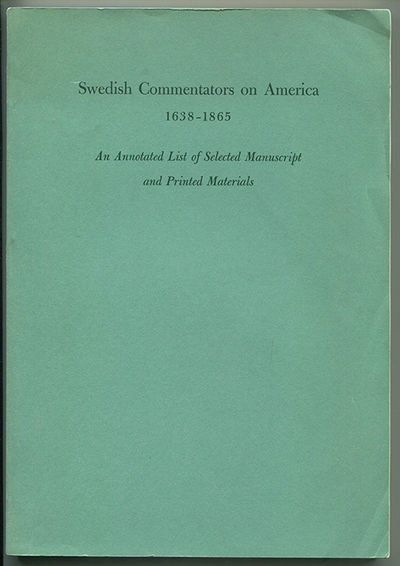 Swedish Commentators on America
1638-1865
An Annotated List of Selected Manuscript
and Printed Materials